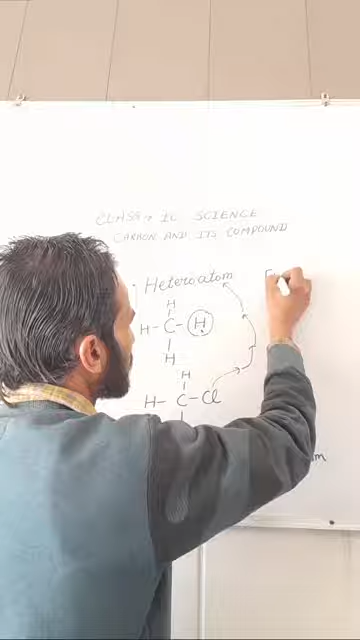 CLASS → 10 SCIENCE
CARBON AND ITS COMPOUND
Heteroatom
H
H-C-H
H
H
H-C-Cl